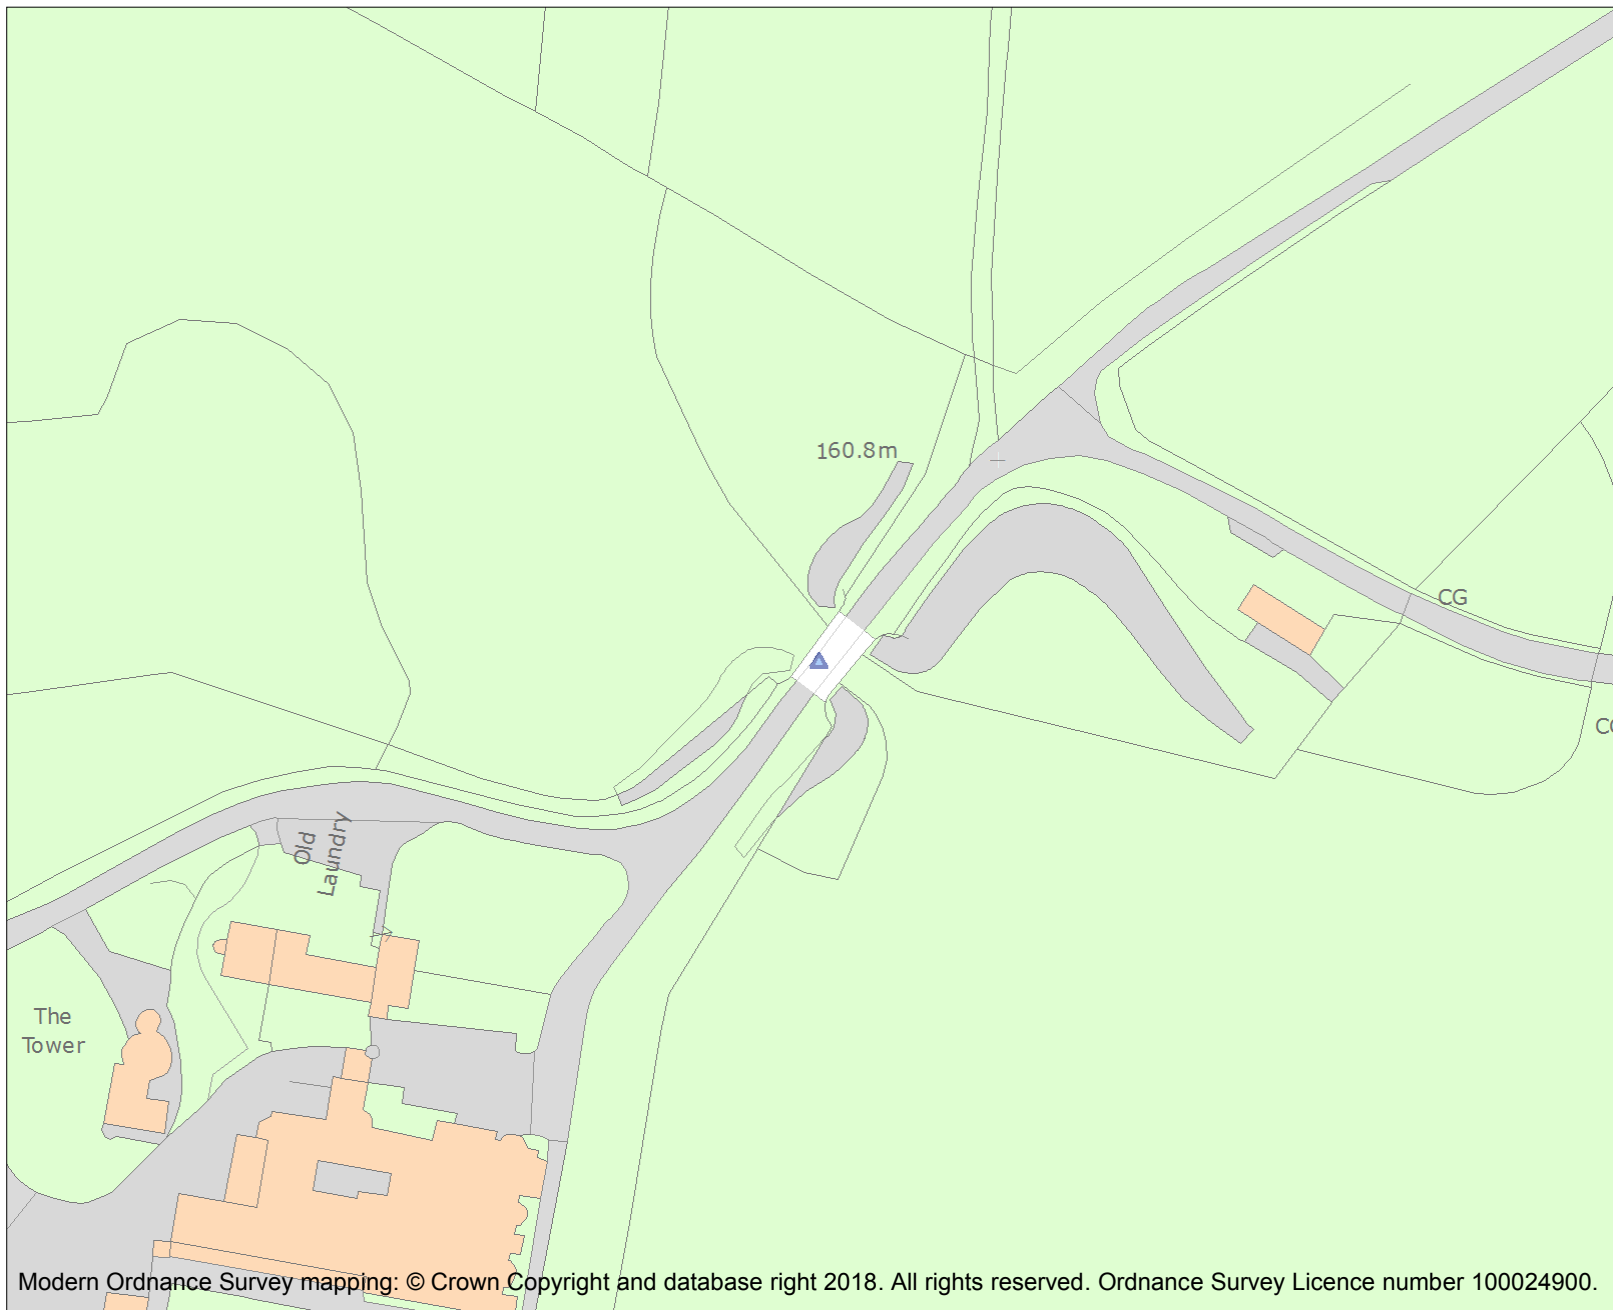 160.8m
CG
Old
Laundry
The
Tower
Modern Ordnance Survey mapping: © Crown Copyright and database right 2018. All rights reserved. Ordnance Survey Licence number 100024900.